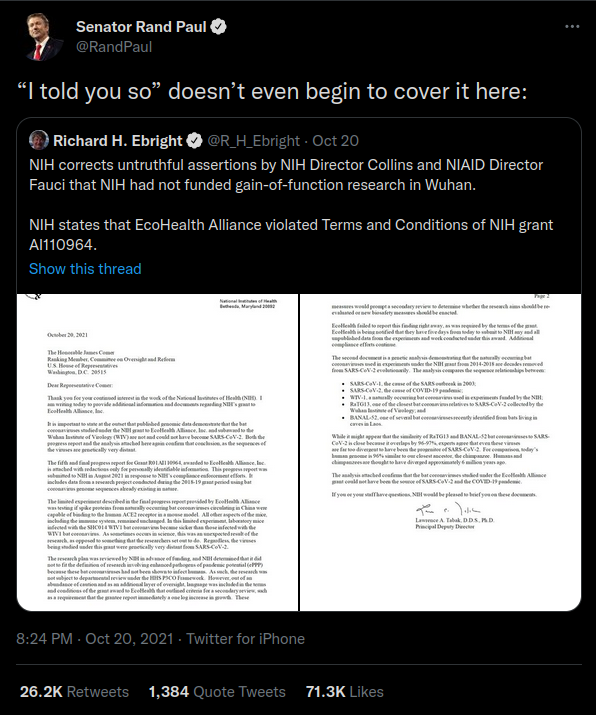 Senator Rand Paul
@RandPaul
“I told you so” doesn’t even begin to cover it here:
Richard H. Ebright @R_H_Ebright · Oct 20
NIH corrects untruthful assertions by NIH Director Collins and NIAID Director
Fauci that NIH had not funded gain-of-function research in Wuhan.
NIH states that EcoHealth Alliance violated Terms and Conditions of NIH grant
AI110964.
Show this thread
National Institutes of Health
Bethesda, Maryland 20892
October 20, 2021
The Honorable James Comer
Ranking Member, Committee on Oversight and Reform
U.S. House of Representatives
Washington, D.C. 20515
Dear Representative Comer:
Thank you for your continued interest in the work of the National Institutes of Health (NIH). I
am writing today to provide additional information and documents regarding NIH's grant to
EcoHealth Alliance, Inc.
It is important to state at the outset that published genomic data demonstrate that the bat
coronaviruses studied under the NIH grant to EcoHealth Alliance, Inc. and subaward to the
Wuhan Institute of Virology (WIV) are not and could not have become SARS-CoV-2. Both the
progress report and the analysis attached here again confirm that conclusion, as the sequences of
the viruses are genetically very distant.
The fifth and final progress report for Grant R01AI110964, awarded to EcoHealth Alliance, Inc.
is attached with redactions only for personally identifiable information. This progress report was
submitted to NIH in August 2021 in response to NIH's compliance enforcement efforts. It
includes data from a research project conducted during the 2018-19 grant period using bat
coronavirus genome sequences already existing in nature.
The limited experiment described in the final progress report provided by EcoHealth Alliance
was testing if spike proteins from naturally occurring bat coronaviruses circulating in China were
capable of binding to the human ACE2 receptor in a mouse model. All other aspects of the mice,
including the immune system, remained unchanged. In this limited experiment, laboratory mice
infected with the SHC014 WIV1 bat coronavirus became sicker than those infected with the
WIV1 bat coronavirus. As sometimes occurs in science, this was an unexpected result of the
research, as opposed to something that the researchers set out to do. Regardless, the viruses
being studied under this grant were genetically very distant from SARS-CoV-2.
The research plan was reviewed by NIH in advance of funding, and NIH determined that it did
not to fit the definition of research involving enhanced pathogens of pandemic potential (ePPP)
because these bat coronaviruses had not been shown to infect humans. As such, the research was
not subject to departmental review under the HHS P3CO Framework. However, out of an
abundance of caution and as an additional layer of oversight, language was included in the terms
and conditions of the grant award to EcoHealth that outlined criteria for a secondary review, such
as a requirement that the grantee report immediately a one log increase in growth. These
Page 2
measures would prompt a secondary review to determine whether the research aims should be re-
evaluated or new biosafety measures should be enacted.
EcoHealth failed to report this finding right away, as was required by the terms of the grant.
EcoHealth is being notified that they have five days from today to submit to NIH any and all
unpublished data from the experiments and work conducted under this award. Additional
compliance efforts continue.
The second document is a genetic analysis demonstrating that the naturally occurring bat
coronaviruses used in experiments under the NIH grant from 2014-2018 are decades removed
from SARS-CoV-2 evolutionarily. The analysis compares the sequence relationships between:
• SARS-CoV-1, the cause of the SARS outbreak in 2003;
• SARS-CoV-2, the cause of COVID-19 pandemic;
• WIV-1, a naturally occurring bat coronavirus used in experiments funded by the NIH;
• RaTG13, one of the closest bat coronavirus relatives to SARS-CoV-2 collected by the
Wuhan Institute of Virology; and
• BANAL-52, one of several bat coronaviruses recently identified from bats living in
caves in Laos.
While it might appear that the similarity of RaTG13 and BANAL-52 bat coronaviruses to SARS-
CoV-2 is close because it overlaps by 96-97%, experts agree that even these viruses
are far too divergent to have been the progenitor of SARS-CoV-2. For comparison, today's
human genome is 96% similar to our closest ancestor, the chimpanzee. Humans and
chimpanzees are thought to have diverged approximately 6 million years ago.
The analysis attached confirms that the bat coronaviruses studied under the EcoHealth Alliance
grant could not have been the source of SARS-CoV-2 and the COVID-19 pandemic.
If you or your staff have questions, NIH would be pleased to brief you on these documents.
Lawrence A. Tabak, D.D.S., Ph.D.
Principal Deputy Director
8:24 PM · Oct 20, 2021 · Twitter for iPhone
26.2K Retweets 1,384 Quote Tweets 71.3K Likes